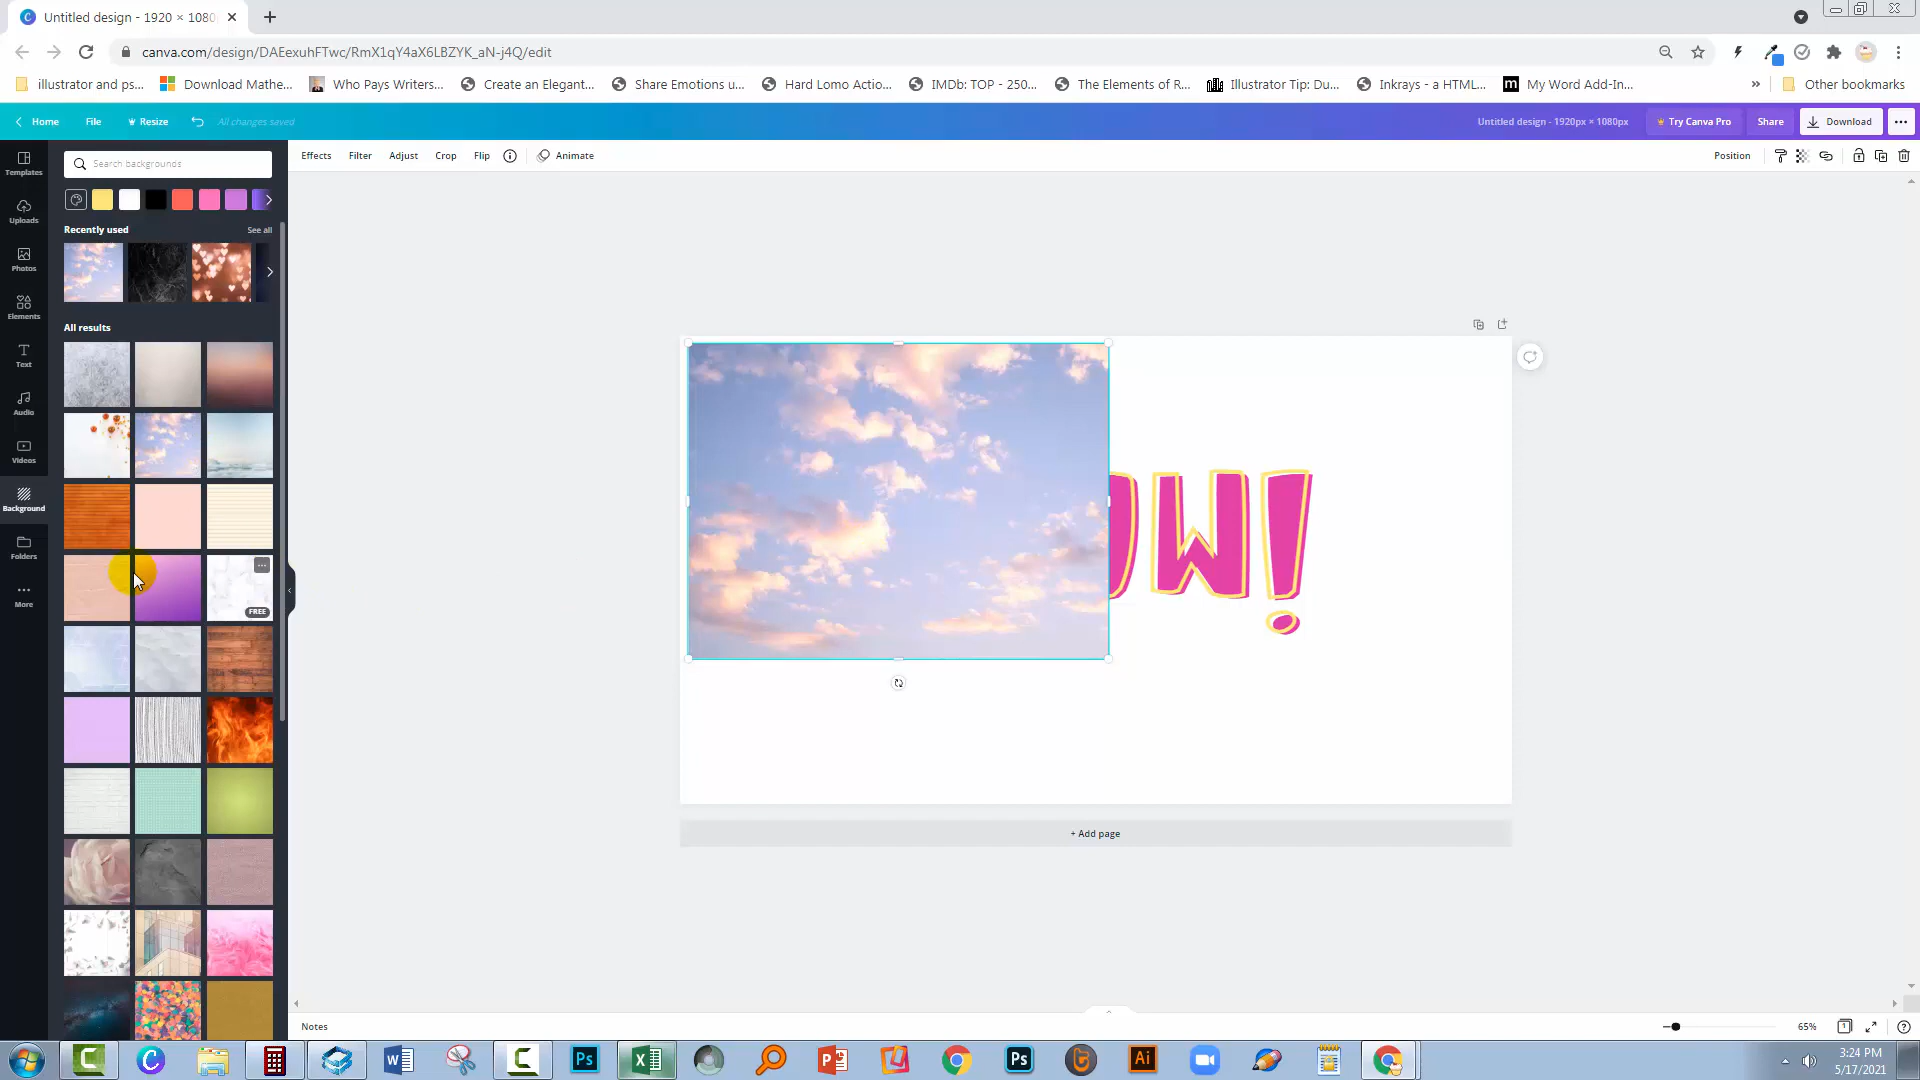 Untitled design - 1920 × 1080
canva.com/design/DAEexuhFTwc/RmX1qY4aX6LBZYK_aN-j4Q/edit
illustrator and ps...
Download Mathe...
Who Pays Writers...
Create an Elegant...
Share Emotions u...
Hard Lomo Actio...
IMDb: TOP - 250...
The Elements of R...
Illustrator Tip: Du...
Inkrays - a HTML...
My Word Add-In...
»
Other bookmarks
Home
File
Resize
All changes saved
Untitled design - 1920px × 1080px
Try Canva Pro
Share
Download
Templates
Uploads
Photos
Elements
Text
Audio
Videos
Background
Folders
More
Search backgrounds
Recently used
See all
All results
FREE
Effects
Filter
Adjust
Crop
Flip
Animate
Position
W!
+ Add page
Notes
65%
1
3:24 PM
5/17/2021